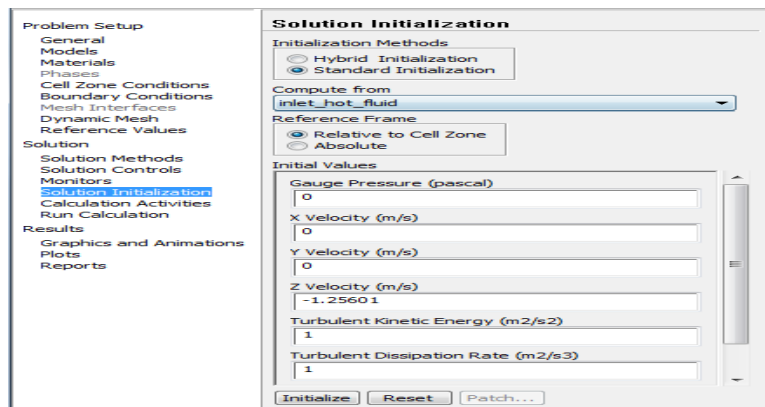 Problem Setup
General
Models
Materials
Phases
Cell Zone Conditions
Boundary Conditions
Mesh Interfaces
Dynamic Mesh
Reference Values
Solution
Solution Methods
Solution Controls
Monitors
Solution Initialization
Calculation Activities
Run Calculation
Results
Graphics and Animations
Plots
Reports
Solution Initialization
Initialization Methods
Hybrid Initialization
Standard Initialization
Compute from
inlet_hot_fluid
Reference Frame
Relative to Cell Zone
Absolute
Initial Values
Gauge Pressure (pascal)
0
X Velocity (m/s)
0
Y Velocity (m/s)
0
Z Velocity (m/s)
-1.25601
Turbulent Kinetic Energy (m2/s2)
1
Turbulent Dissipation Rate (m2/s3)
1
Initialize Reset Patch...